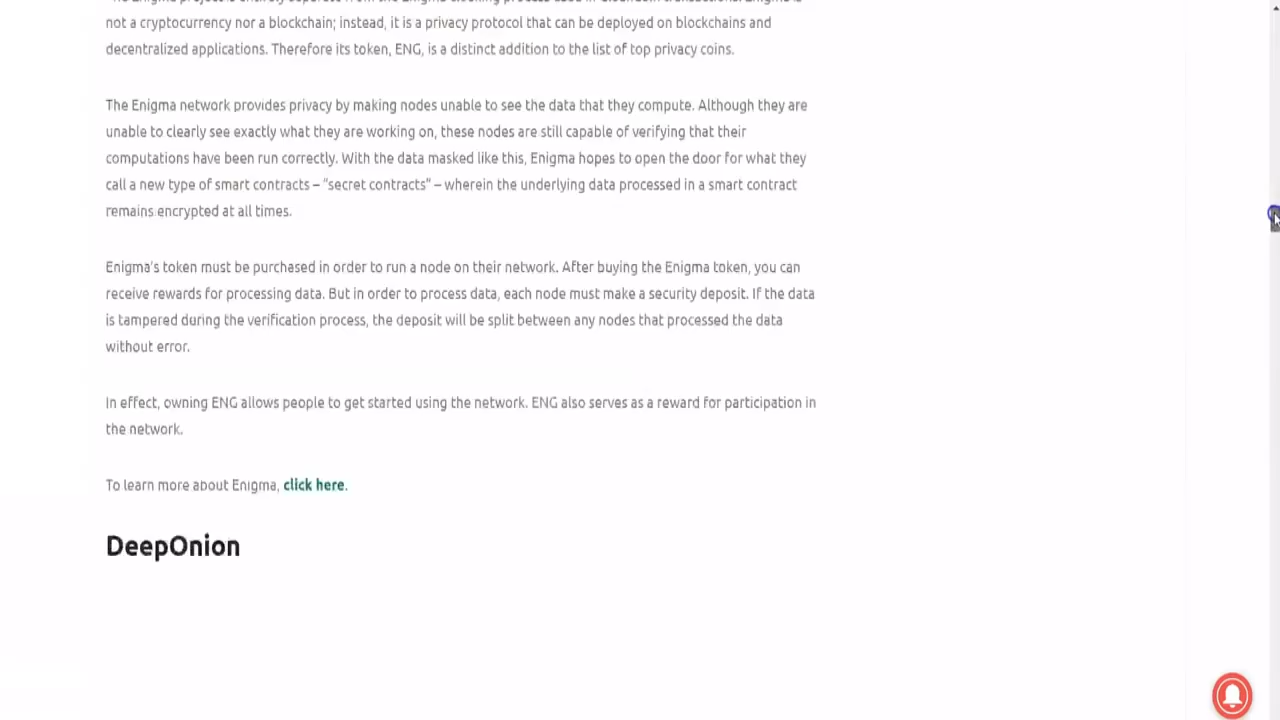 not a cryptocurrency nor a blockchain; instead, it is a privacy protocol that can be deployed on blockchains and
decentralized applications. Therefore its token, ENG, is a distinct addition to the list of top privacy coins.
The Enigma network provides privacy by making nodes unable to see the data that they compute. Although they are
unable to clearly see exactly what they are working on, these nodes are still capable of verifying that their
computations have been run correctly. With the data masked like this, Enigma hopes to open the door for what they
call a new type of smart contracts – “secret contracts” – wherein the underlying data processed in a smart contract
remains encrypted at all times.
Enigma's token must be purchased in order to run a node on their network. After buying the Enigma token, you can
receive rewards for processing data. But in order to process data, each node must make a security deposit. If the data
is tampered during the verification process, the deposit will be split between any nodes that processed the data
without error.
In effect, owning ENG allows people to get started using the network. ENG also serves as a reward for participation in
the network.
To learn more about Enigma, click here.
DeepOnion